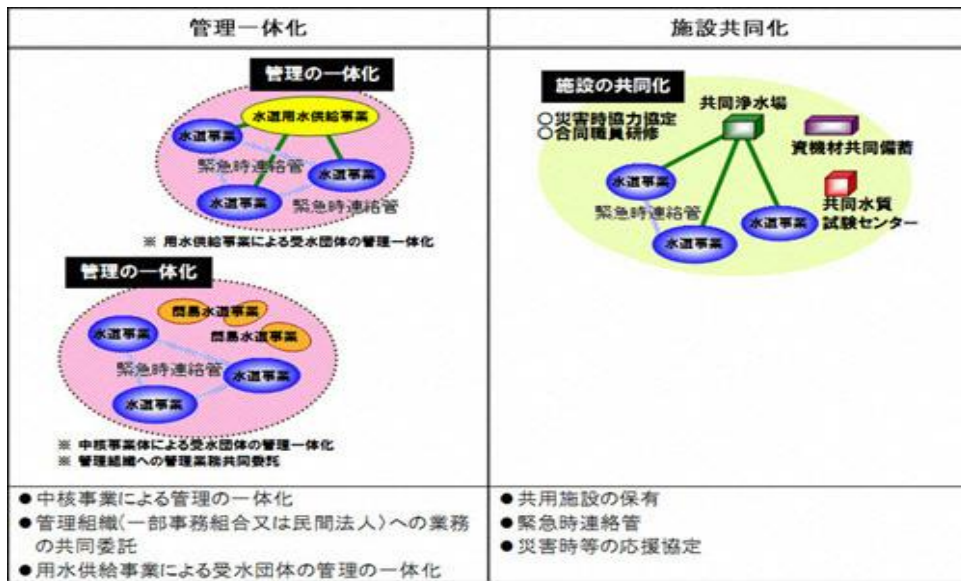 管理一体化
管理の一体化
水道用水供給事業
水道事業
緊急時連絡管
水道事業
水道事業
緊急時連絡管
※ 用水供給事業による受水団体の管理一体化
管理の一体化
簡易水道事業
簡易水道事業
水道事業
緊急時連絡管
水道事業
水道事業
※ 中核事業体による受水団体の管理一体化
※ 管理組織への管理業務共同委託
●中核事業による管理の一体化
●管理組織(一部事務組合又は民間法人)への業務
の共同委託
●用水供給事業による受水団体の管理の一体化
施設共同化
施設の共同化
○災害時協力協定
○合同職員研修
共同浄水場
資機材共同備蓄
水道事業
緊急時連絡管
水道事業
水道事業
共同水質
試験センター
●共用施設の保有
●緊急時連絡管
●災害時等の応援協定